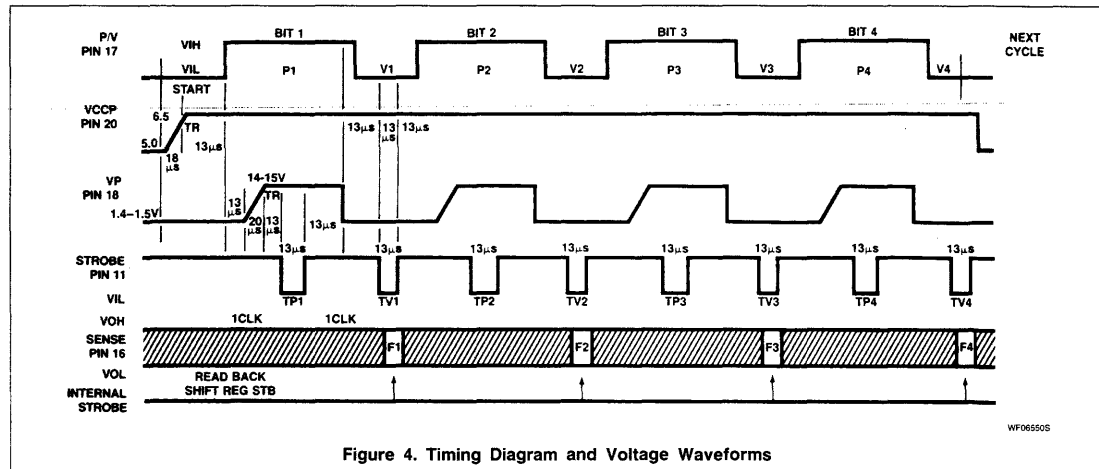 P/V
PIN 17
VIH
VIL
START
BIT 1
P1
V1
BIT 2
P2
V2
BIT 3
P3
V3
BIT 4
P4
V4
NEXT
CYCLE
VCCP
PIN 20
6.5
5.0
TR
18
μs
13μs
13μs
13
μs
13μs
VP
PIN 18
1.4–1.5V
14-15V
TR
13
μs
20
μs
13
μs
13μs
STROBE
PIN 11
VIL
13μs
TP1
13μs
TV1
13μs
TP2
13μs
TV2
13μs
TP3
13μs
TV3
13μs
TP4
13μs
TV4
VOH
SENSE
PIN 16
VOL
1CLK
1CLK
F1
F2
F3
F4
READ BACK
SHIFT REG STB
INTERNAL
STROBE
WF06550S
Figure 4. Timing Diagram and Voltage Waveforms